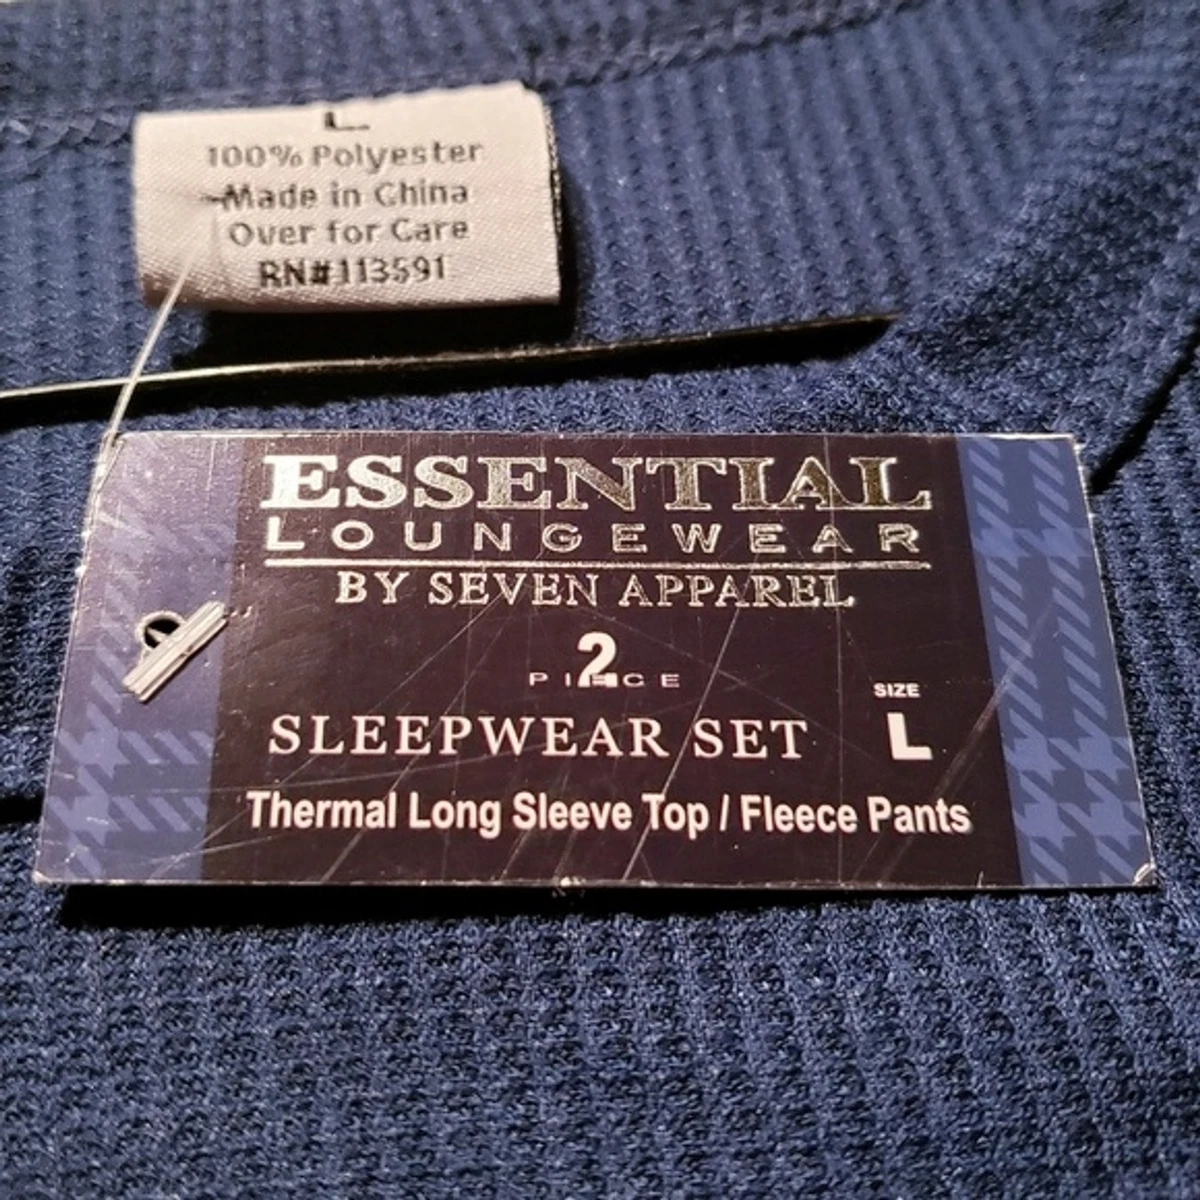 L
100% Polyester
Made in China
Over for Care
RN#113591
ESSENTIAL
LOUNGEWEAR
BY SEVEN APPAREL
2
PIECE
SLEEPWEAR SET
SIZE
L
Thermal Long Sleeve Top / Fleece Pants